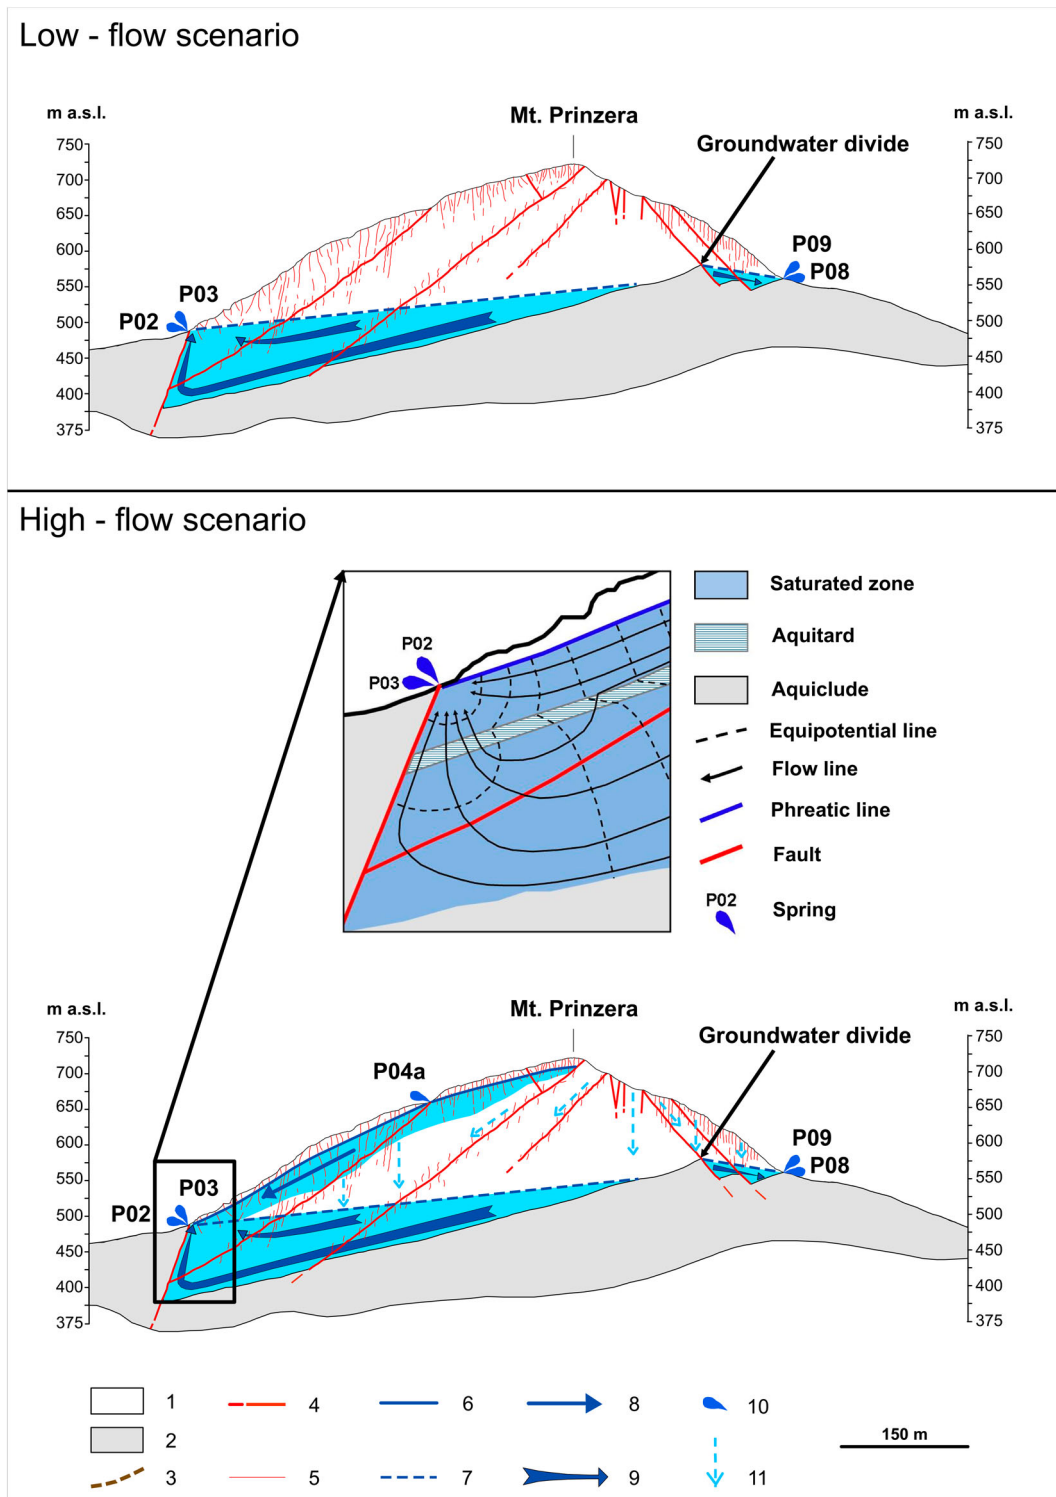 Low - flow scenario
m a.s.l.
Mt. Prinzera
m a.s.l.
Groundwater divide
750
700
650
600
550
500
450
400
375
750
700
650
600
550
500
450
400
375
P09
P08
P03
P02
High - flow scenario
P02
P03
Saturated zone
Aquitard
Aquiclude
Equipotential line
Flow line
Phreatic line
Fault
P02
Spring
m a.s.l.
Mt. Prinzera
m a.s.l.
Groundwater divide
750
700
650
600
550
500
450
400
375
750
700
650
600
550
500
450
400
375
P04a
P09
P08
P03
P02
1
4
6
8
10
2
3
5
7
9
11
150 m